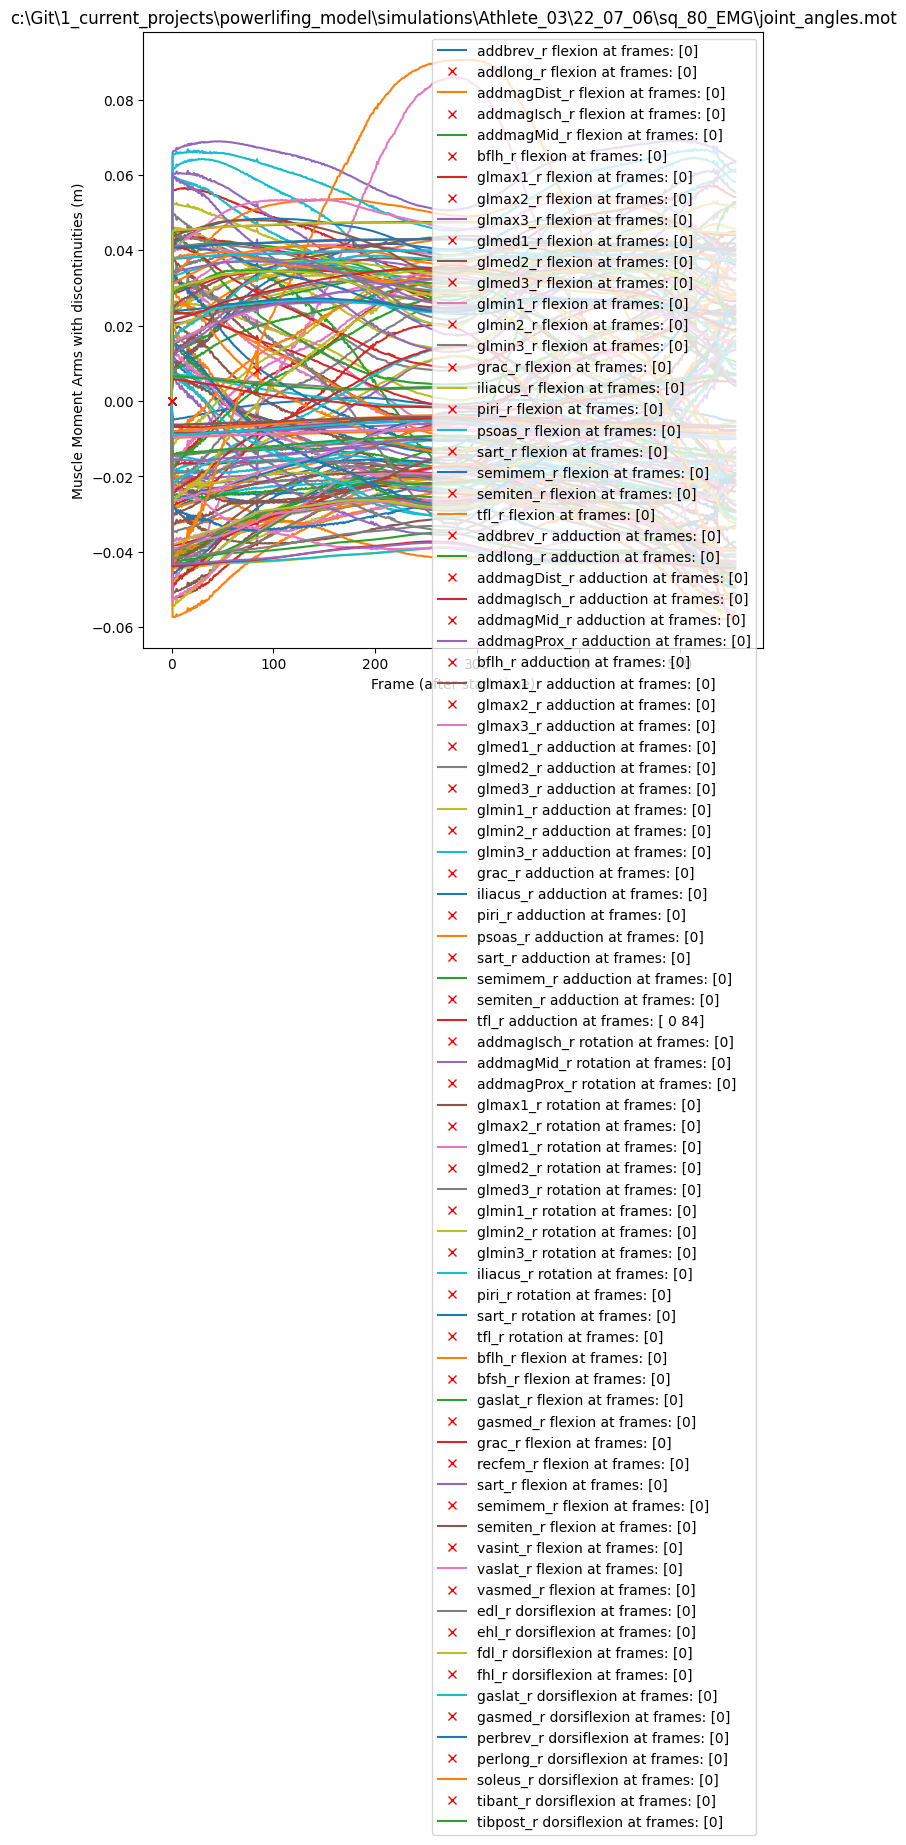 c:\Git\1_current_projects\powerlifing_model\simulations\Athlete_03\22_07_06\sq_80_EMG\joint_angles.mot
Muscle Moment Arms with discontinuities (m)
0.08
0.06
0.04
0.02
0.00
−0.02
−0.04
−0.06
0
100
200
Frame (after
addbrev_r flexion at frames: [0]
addlong_r flexion at frames: [0]
addmagDist_r flexion at frames: [0]
addmagIsch_r flexion at frames: [0]
addmagMid_r flexion at frames: [0]
bflh_r flexion at frames: [0]
glmax1_r flexion at frames: [0]
glmax2_r flexion at frames: [0]
glmax3_r flexion at frames: [0]
glmed1_r flexion at frames: [0]
glmed2_r flexion at frames: [0]
glmed3_r flexion at frames: [0]
glmin1_r flexion at frames: [0]
glmin2_r flexion at frames: [0]
glmin3_r flexion at frames: [0]
grac_r flexion at frames: [0]
iliacus_r flexion at frames: [0]
piri_r flexion at frames: [0]
psoas_r flexion at frames: [0]
sart_r flexion at frames: [0]
semimem_r flexion at frames: [0]
semiten_r flexion at frames: [0]
tfl_r flexion at frames: [0]
addbrev_r adduction at frames: [0]
addlong_r adduction at frames: [0]
addmagDist_r adduction at frames: [0]
addmagIsch_r adduction at frames: [0]
addmagMid_r adduction at frames: [0]
addmagProx_r adduction at frames: [0]
bflh_r adduction at frames: [0]
glmax1_r adduction at frames: [0]
glmax2_r adduction at frames: [0]
glmax3_r adduction at frames: [0]
glmed1_r adduction at frames: [0]
glmed2_r adduction at frames: [0]
glmed3_r adduction at frames: [0]
glmin1_r adduction at frames: [0]
glmin2_r adduction at frames: [0]
glmin3_r adduction at frames: [0]
grac_r adduction at frames: [0]
iliacus_r adduction at frames: [0]
piri_r adduction at frames: [0]
psoas_r adduction at frames: [0]
sart_r adduction at frames: [0]
semimem_r adduction at frames: [0]
semiten_r adduction at frames: [0]
tfl_r adduction at frames: [ 0 84]
addmagIsch_r rotation at frames: [0]
addmagMid_r rotation at frames: [0]
addmagProx_r rotation at frames: [0]
glmax1_r rotation at frames: [0]
glmax2_r rotation at frames: [0]
glmed1_r rotation at frames: [0]
glmed2_r rotation at frames: [0]
glmed3_r rotation at frames: [0]
glmin1_r rotation at frames: [0]
glmin2_r rotation at frames: [0]
glmin3_r rotation at frames: [0]
iliacus_r rotation at frames: [0]
piri_r rotation at frames: [0]
sart_r rotation at frames: [0]
tfl_r rotation at frames: [0]
bflh_r flexion at frames: [0]
bfsh_r flexion at frames: [0]
gaslat_r flexion at frames: [0]
gasmed_r flexion at frames: [0]
grac_r flexion at frames: [0]
recfem_r flexion at frames: [0]
sart_r flexion at frames: [0]
semimem_r flexion at frames: [0]
semiten_r flexion at frames: [0]
vasint_r flexion at frames: [0]
vaslat_r flexion at frames: [0]
vasmed_r flexion at frames: [0]
edl_r dorsiflexion at frames: [0]
ehl_r dorsiflexion at frames: [0]
fdl_r dorsiflexion at frames: [0]
fhl_r dorsiflexion at frames: [0]
gaslat_r dorsiflexion at frames: [0]
gasmed_r dorsiflexion at frames: [0]
perbrev_r dorsiflexion at frames: [0]
perlong_r dorsiflexion at frames: [0]
soleus_r dorsiflexion at frames: [0]
tibant_r dorsiflexion at frames: [0]
tibpost_r dorsiflexion at frames: [0]